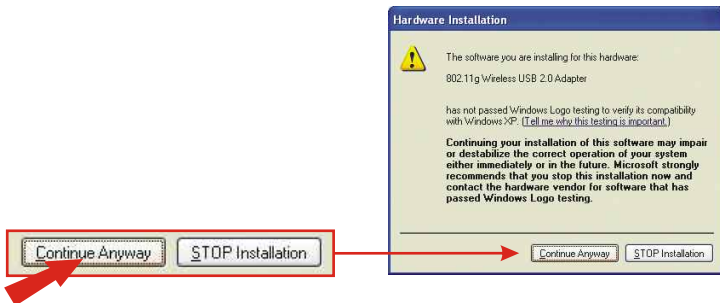 Hardware Installation
The software you are installing for this hardware:
802.11g Wireless USB 2.0 Adapter
has not passed Windows Logo testing to verify its compatibility
with Windows XP. (Tell me why this testing is important.)
Continuing your installation of this software may impair
or destabilize the correct operation of your system
either immediately or in the future. Microsoft strongly
recommends that you stop this installation now and
contact the hardware vendor for software that has
passed Windows Logo testing.
Continue Anyway STOP Installation
Continue Anyway STOP Installation